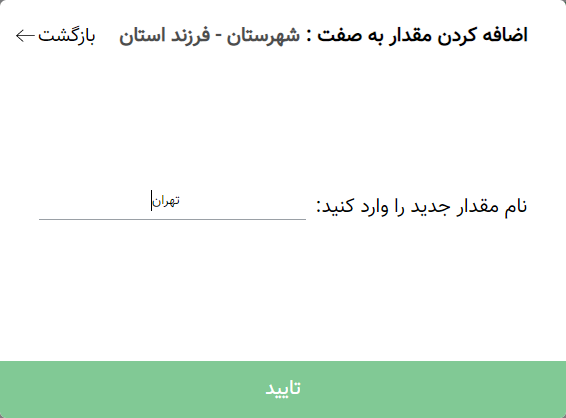 اضافه کردن مقدار به صفت : شهرستان - فرزند استان
بازگشت
نام مقدار جدید را وارد کنید:
تهران
تایید